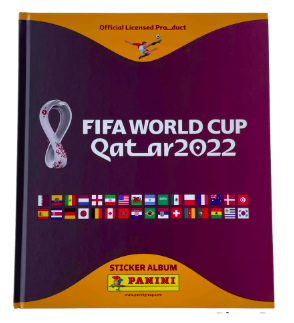 Official Licensed Product
FIFA WORLD CUP
Qatar2022
STICKER ALBUM
PANINI